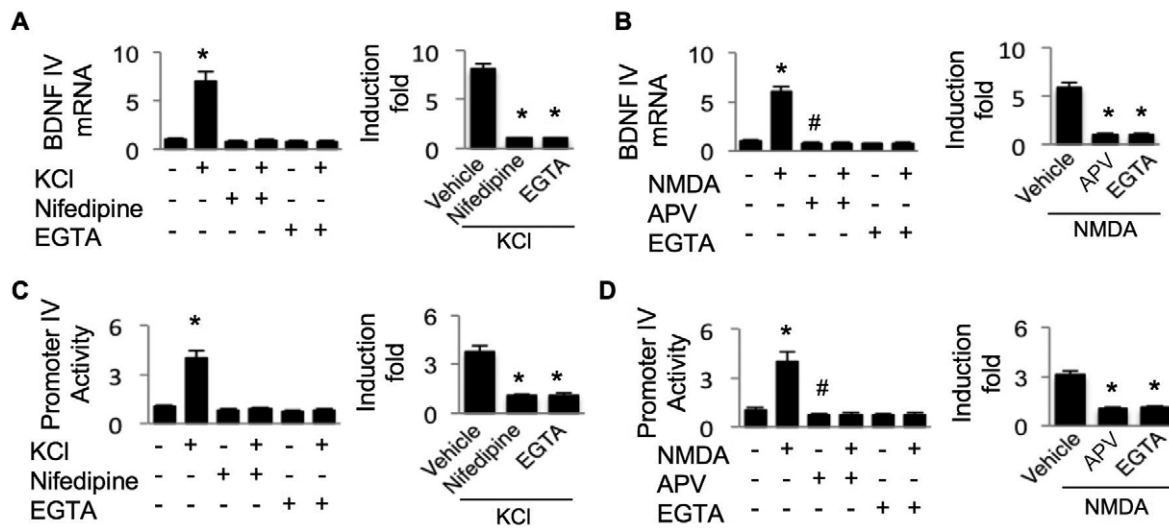 A
BDNF IV
mRNA
10
5
0
*
KCl - + - + - +
Nifedipine - - + + - -
EGTA - - - - + +
Induction
fold
10
5
0
* *
Vehicle
Nifedipine
EGTA
KCl
B
BDNF IV
mRNA
10
5
0
*
#
NMDA - + - + - +
APV - - + + - -
EGTA - - - - + +
Induction
fold
10
5
0
* *
Vehicle
APV
EGTA
NMDA
C
Promoter IV
Activity
6
3
0
*
KCl - + - + - +
Nifedipine - - + + - -
EGTA - - - - + +
Induction
fold
6
3
0
* *
Vehicle
Nifedipine
EGTA
KCl
D
Promoter IV
Activity
6
3
0
*
#
NMDA - + - + - +
APV - - + + - -
EGTA - - - - + +
Induction
fold
6
3
0
* *
Vehicle
APV
EGTA
NMDA